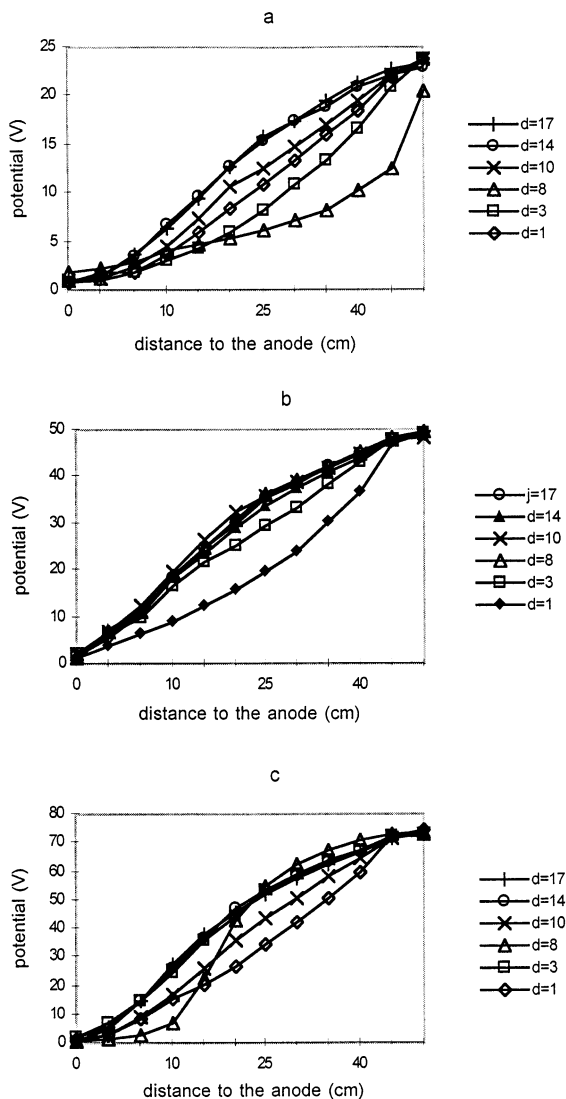 a
25
20
15
10
5
0
potential (V)
0 10 25 40
distance to the anode (cm)
d=17
d=14
d=10
d=8
d=3
d=1
b
50
40
30
20
10
0
potential (V)
0 10 25 40
distance to the anode (cm)
j=17
d=14
d=10
d=8
d=3
d=1
c
80
70
60
50
40
30
20
10
0
potential (V)
0 10 25 40
distance to the anode (cm)
d=17
d=14
d=10
d=8
d=3
d=1